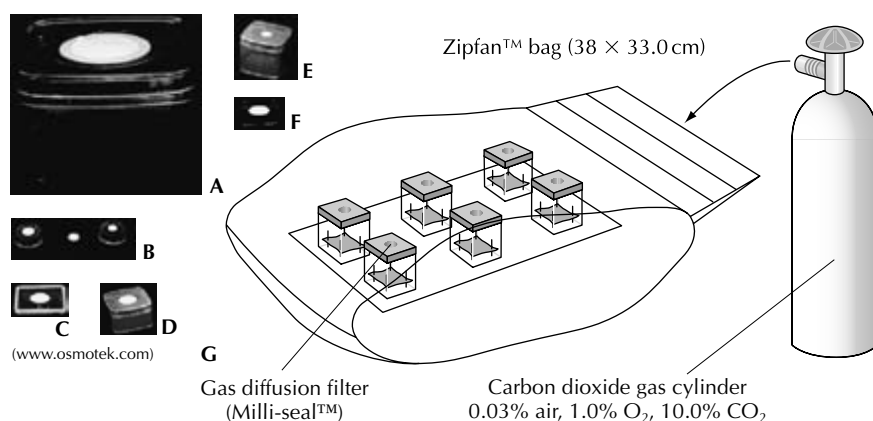 Zipfan™ bag (38 × 33.0 cm)
E
F
A
B
C
D
(www.osmotek.com)
G
Gas diffusion filter
(Milli-seal™)
Carbon dioxide gas cylinder
0.03% air, 1.0% O₂, 10.0% CO₂